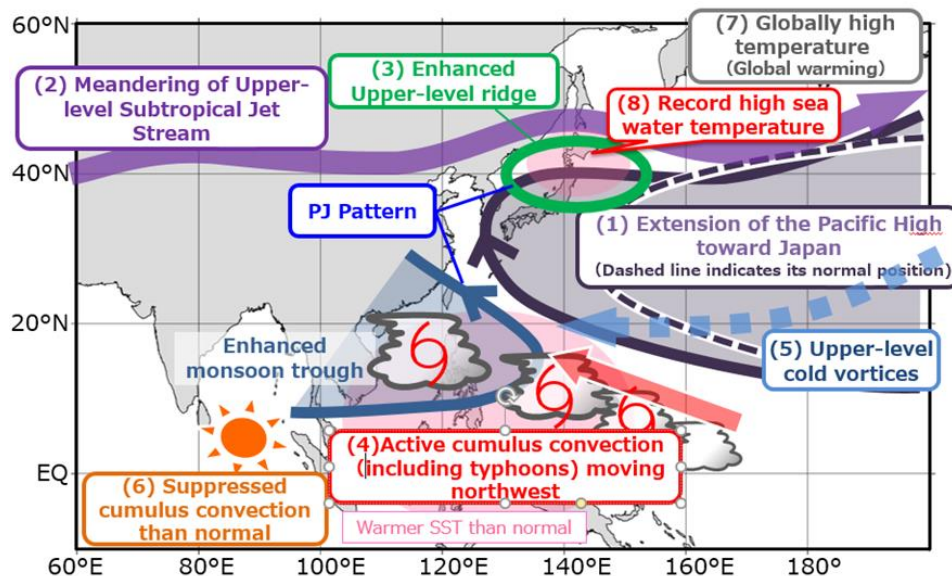 60°N
(7) Globally high
temperature
(Global warming)
(2) Meandering of Upper-
level Subtropical Jet
Stream
(3) Enhanced
Upper-level ridge
(8) Record high sea
water temperature
40°N
PJ Pattern
(1) Extension of the Pacific High
toward Japan
(Dashed line indicates its normal position)
20°N
Enhanced
monsoon trough
(5) Upper-level
cold vortices
(4)Active cumulus convection
(including typhoons) moving
northwest
EQ
(6) Suppressed
cumulus convection
than normal
Warmer SST than normal
60°E
80°E
100°E
120°E
140°E
160°E
180°